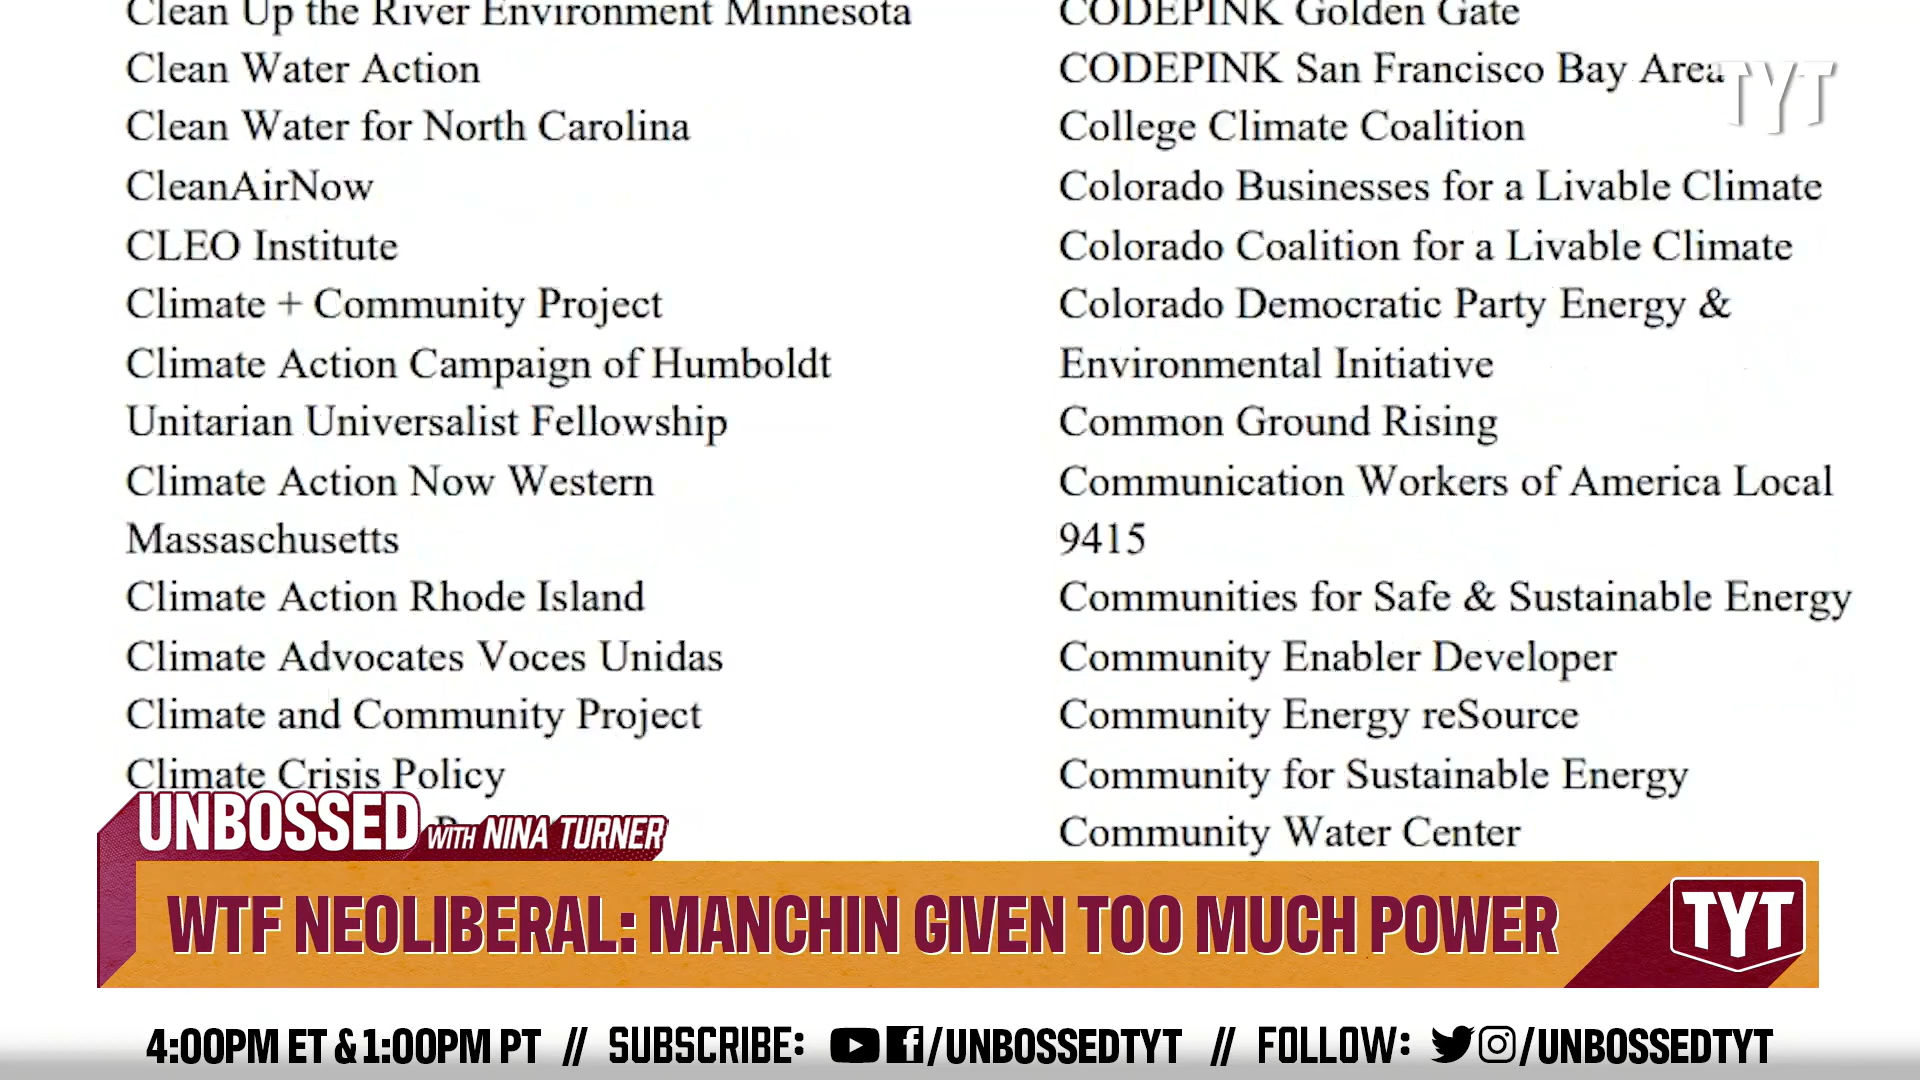 Clean Up the River Environment Minnesota
Clean Water Action
Clean Water for North Carolina
CleanAirNow
CLEO Institute
Climate + Community Project
Climate Action Campaign of Humboldt
Unitarian Universalist Fellowship
Climate Action Now Western
Massaschusetts
Climate Action Rhode Island
Climate Advocates Voces Unidas
Climate and Community Project
Climate Crisis Policy
CODEPINK Golden Gate
CODEPINK San Francisco Bay Area
College Climate Coalition
Colorado Businesses for a Livable Climate
Colorado Coalition for a Livable Climate
Colorado Democratic Party Energy &
Environmental Initiative
Common Ground Rising
Communication Workers of America Local
9415
Communities for Safe & Sustainable Energy
Community Enabler Developer
Community Energy reSource
Community for Sustainable Energy
Community Water Center
TYT
UNBOSSED WITH NINA TURNER
WTF NEOLIBERAL: MANCHIN GIVEN TOO MUCH POWER
TYT
4:00PM ET & 1:00PM PT // SUBSCRIBE: /UNBOSSEDTYT // FOLLOW: /UNBOSSEDTYT